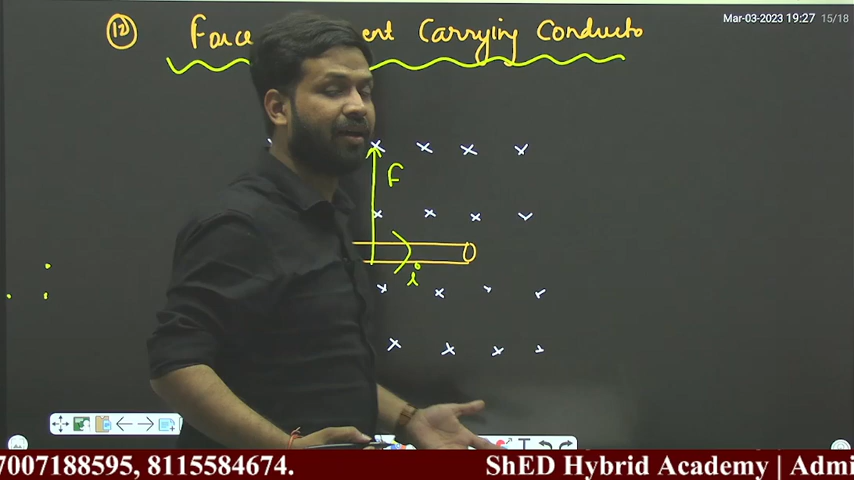 Mar-03-2023 19:27 15/18
12 Force ent Carrying Conducto
x x x x
F
x x x x
i
x x x x
x x x x
7007188595, 8115584674. ShED Hybrid Academy | Admi